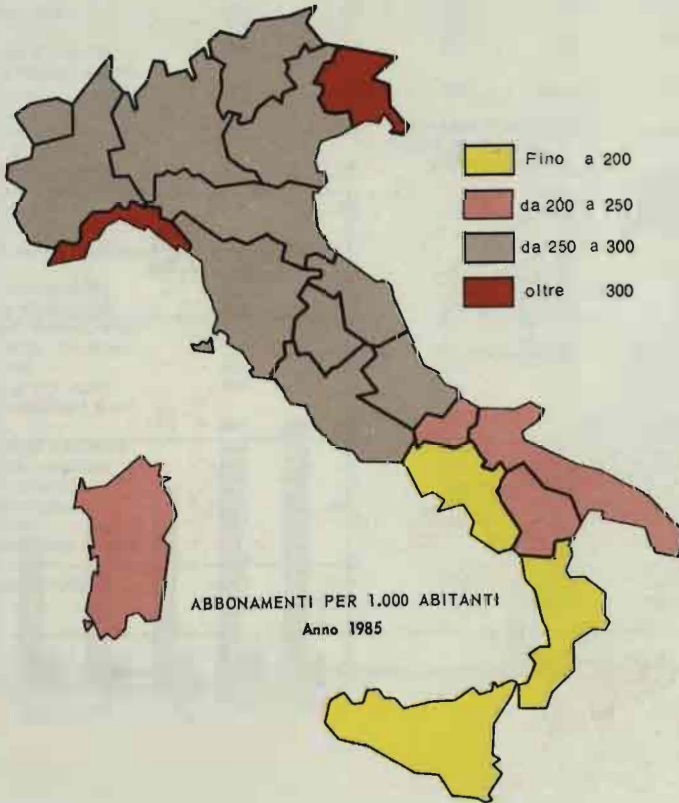 Fino a 200
da 200 a 250
da 250 a 300
oltre 300
ABBONAMENTI PER 1.000 ABITANTI
Anno 1985